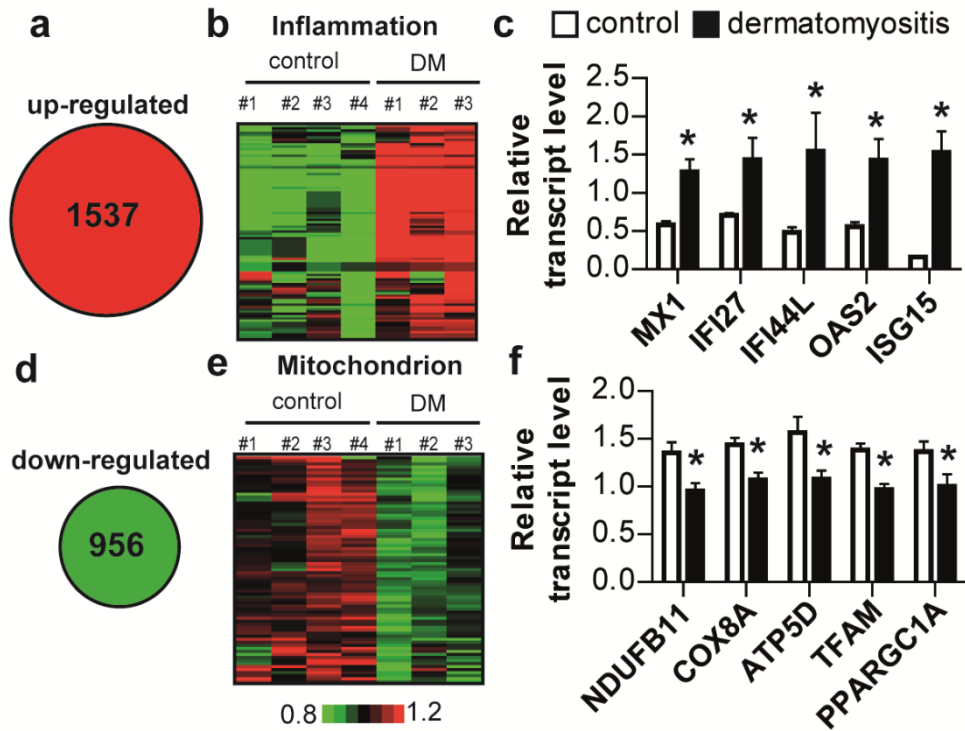 a
up-regulated
1537
b
Inflammation
control DM
#1 #2 #3 #4 #1 #2 #3
c
control dermatomyositis
Relative
transcript level
2.5
2.0
1.5
1.0
0.5
0.0
* * * * *
MX1 IFI27 IFI44L OAS2 ISG15
d
down-regulated
956
e
Mitochondrion
control DM
#1 #2 #3 #4 #1 #2 #3
0.8 1.2
f
Relative
transcript level
2.0
1.5
1.0
0.5
0.0
* * * * *
NDUFB11 COX8A ATP5D TFAM PPARGC1A